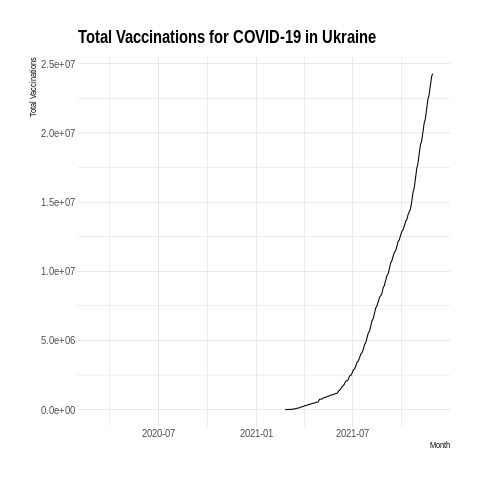 Total Vaccinations for COVID-19 in Ukraine
Total Vaccinations
2.5e+07
2.0e+07
1.5e+07
1.0e+07
5.0e+06
0.0e+00
2020-07
2021-01
2021-07
Month